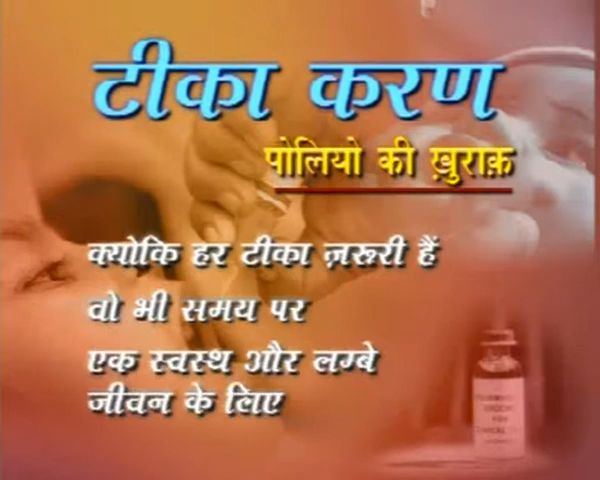 टीका करण
पोलियो की ख़ुराक़
क्योकि हर टीका ज़रूरी हैं
वो भी समय पर
एक स्वस्थ और लम्बे
जीवन के लिए